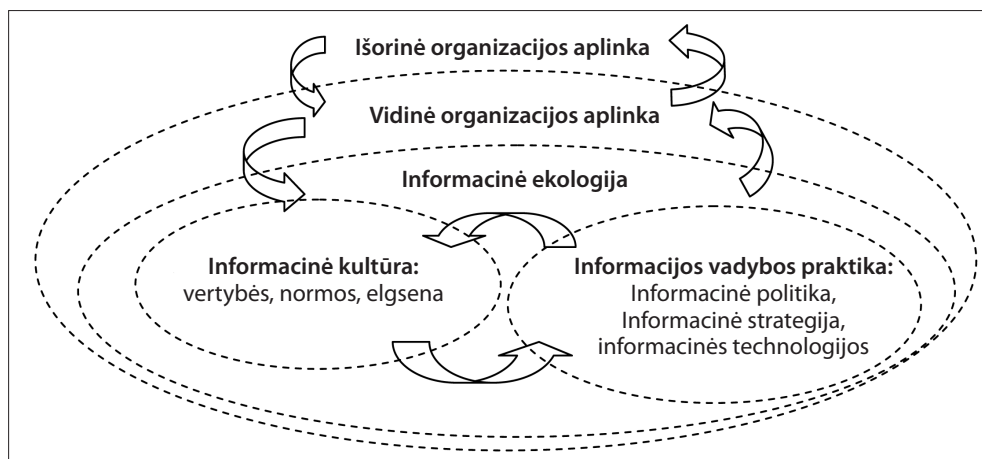 Išorinė organizacijos aplinka
Vidinė organizacijos aplinka
Informacinė ekologija
Informacinė kultūra:
vertybės, normos, elgsena
Informacijos vadybos praktika:
Informacinė politika,
Informacinė strategija,
informacinės technologijos